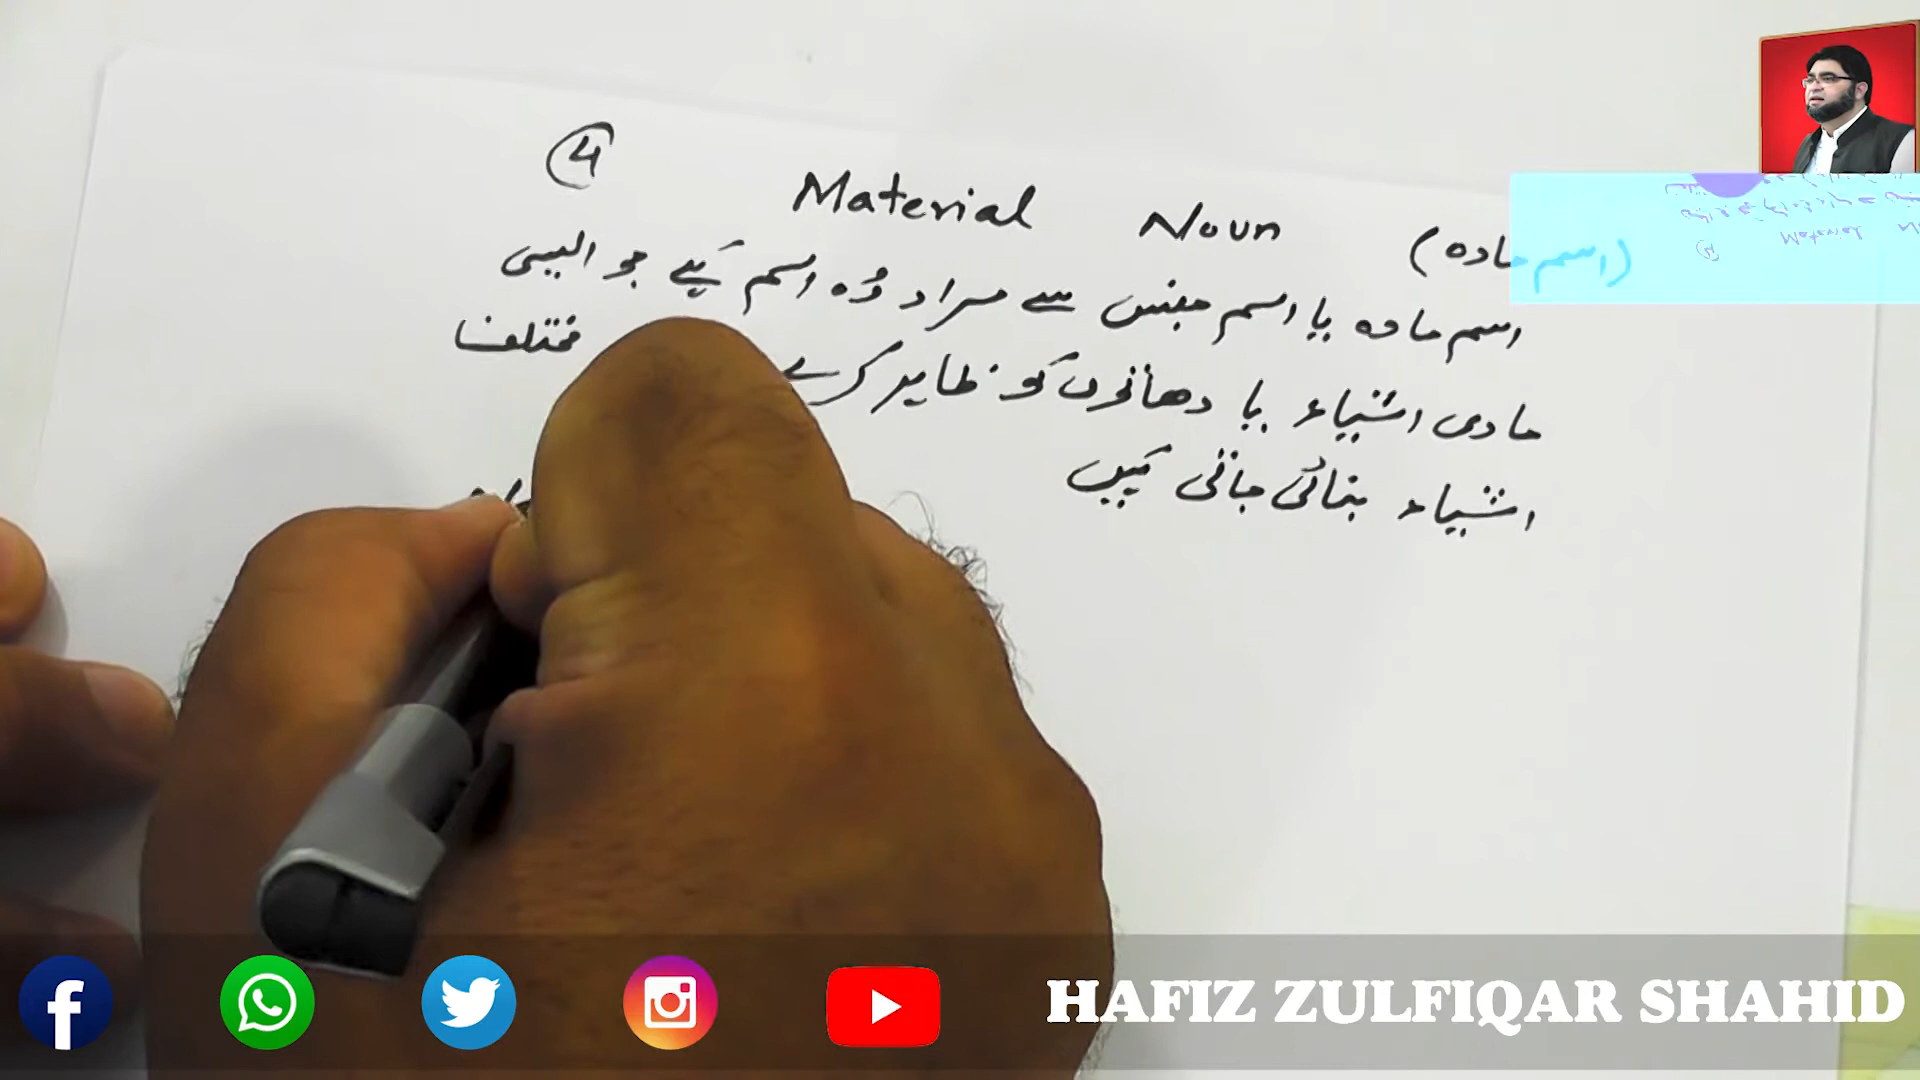 ④
Material Noun (اسم مادہ)
اسم مادہ یا اسم جنس سے مراد وہ اسم ہے جو ایسی
مادی اشیاء یا دھاتوں کو ظاہر کرے مختلف
اشیاء بنائی جاتی ہیں
HAFIZ ZULFIQAR SHAHID